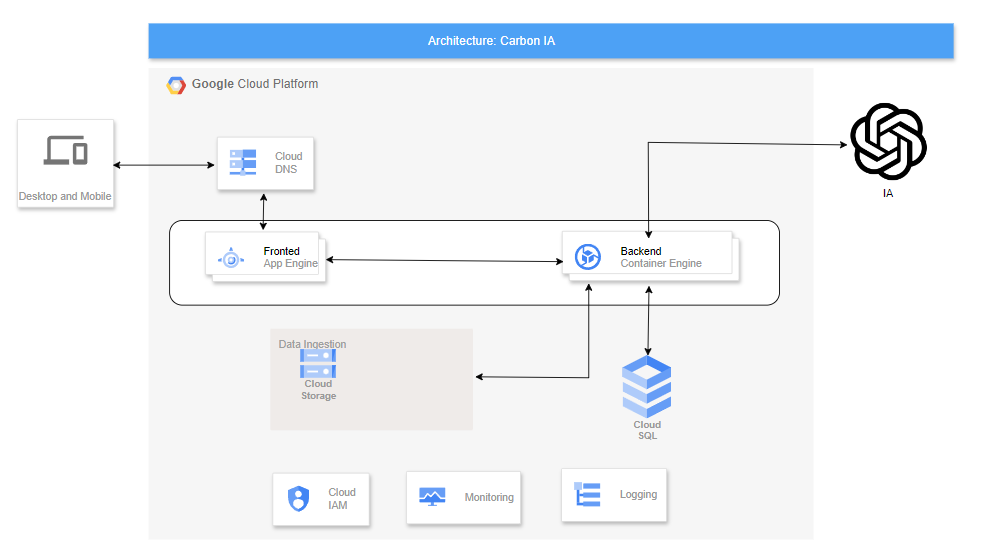 Architecture: Carbon IA
Google Cloud Platform
Desktop and Mobile
Cloud
DNS
IA
Fronted
App Engine
Backend
Container Engine
Data Ingestion
Cloud
Storage
Cloud
SQL
Cloud
IAM
Monitoring
Logging